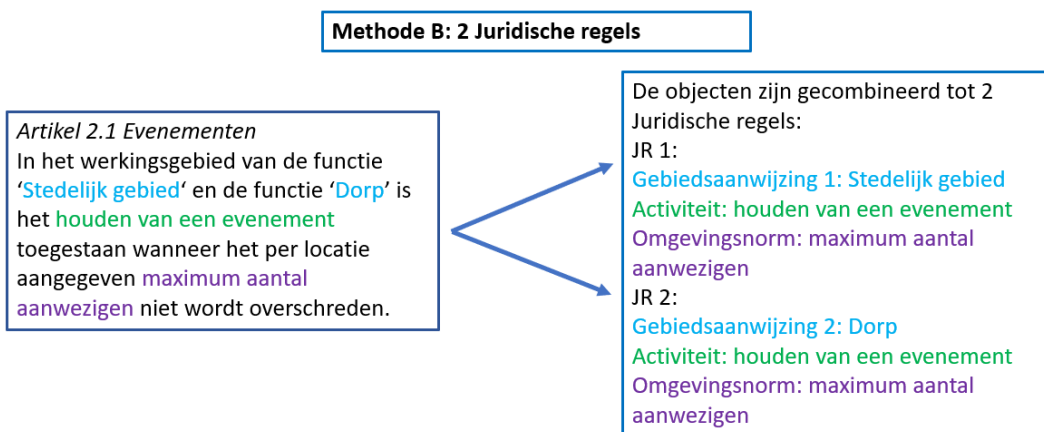 Methode B: 2 Juridische regels
Artikel 2.1 Evenementen
In het werkingsgebied van de functie
‘Stedelijk gebied‘ en de functie ‘Dorp’ is
het houden van een evenement
toegestaan wanneer het per locatie
aangegeven maximum aantal
aanwezigen niet wordt overschreden.
De objecten zijn gecombineerd tot 2
Juridische regels:
JR 1:
Gebiedsaanwijzing 1: Stedelijk gebied
Activiteit: houden van een evenement
Omgevingsnorm: maximum aantal
aanwezigen
JR 2:
Gebiedsaanwijzing 2: Dorp
Activiteit: houden van een evenement
Omgevingsnorm: maximum aantal
aanwezigen